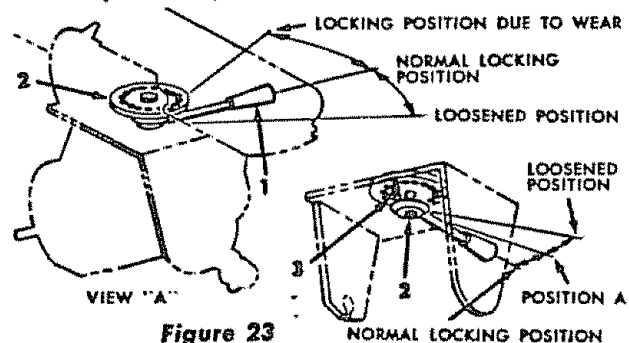 LOCKING POSITION DUE TO WEAR
NORMAL LOCKING
POSITION
LOOSENED POSITION
2
1
LOOSENED
POSITION
3
2
POSITION A
VIEW "A"
Figure 23
NORMAL LOCKING POSITION